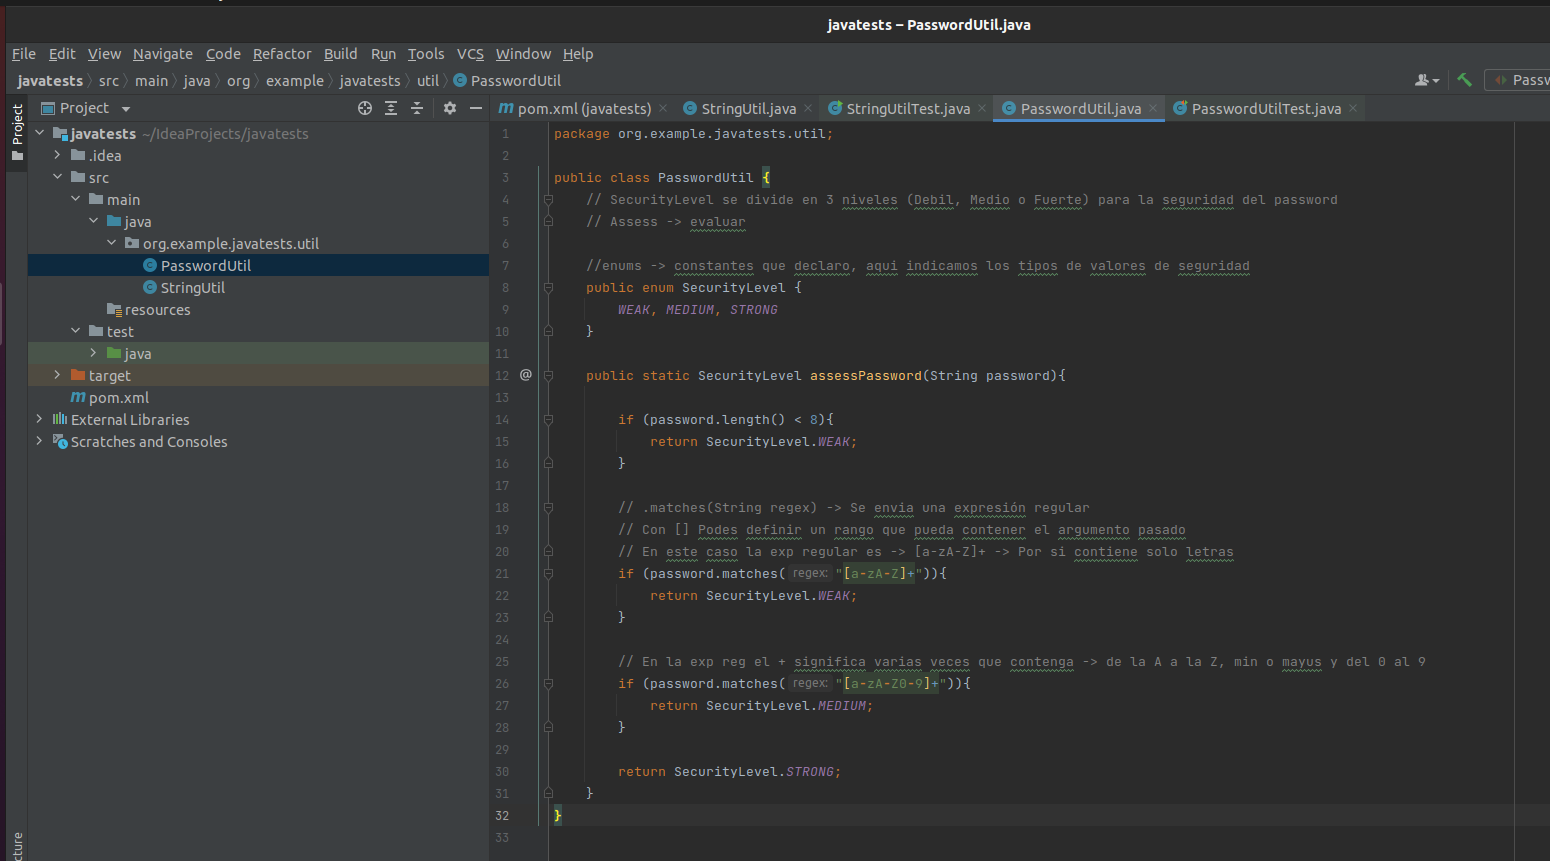 javatests – PasswordUtil.java
File Edit View Navigate Code Refactor Build Run Tools VCS Window Help
javatests src main java org example javatests util PasswordUtil
Project
Project
pom.xml (javatests) StringUtil.java StringUtilTest.java PasswordUtil.java PasswordUtilTest.java
javatests ~/IdeaProjects/javatests
.idea
src
main
java
org.example.javatests.util
PasswordUtil
StringUtil
resources
test
java
target
pom.xml
External Libraries
Scratches and Consoles
1 package org.example.javatests.util;
2
3 public class PasswordUtil {
4 // SecurityLevel se divide en 3 niveles (Debil, Medio o Fuerte) para la seguridad del password
5 // Assess -> evaluar
6
7 //enums -> constantes que declaro, aqui indicamos los tipos de valores de seguridad
8 public enum SecurityLevel {
9 WEAK, MEDIUM, STRONG
10 }
11
12 @ public static SecurityLevel assessPassword(String password){
13
14 if (password.length() < 8){
15 return SecurityLevel.WEAK;
16 }
17
18 // .matches(String regex) -> Se envia una expresión regular
19 // Con [] Podes definir un rango que pueda contener el argumento pasado
20 // En este caso la exp regular es -> [a-zA-Z]+ -> Por si contiene solo letras
21 if (password.matches( regex: "[a-zA-Z]+")){
22 return SecurityLevel.WEAK;
23 }
24
25 // En la exp reg el + significa varias veces que contenga -> de la A a la Z, min o mayus y del 0 al 9
26 if (password.matches( regex: "[a-zA-Z0-9]+")){
27 return SecurityLevel.MEDIUM;
28 }
29
30 return SecurityLevel.STRONG;
31 }
32 }
33